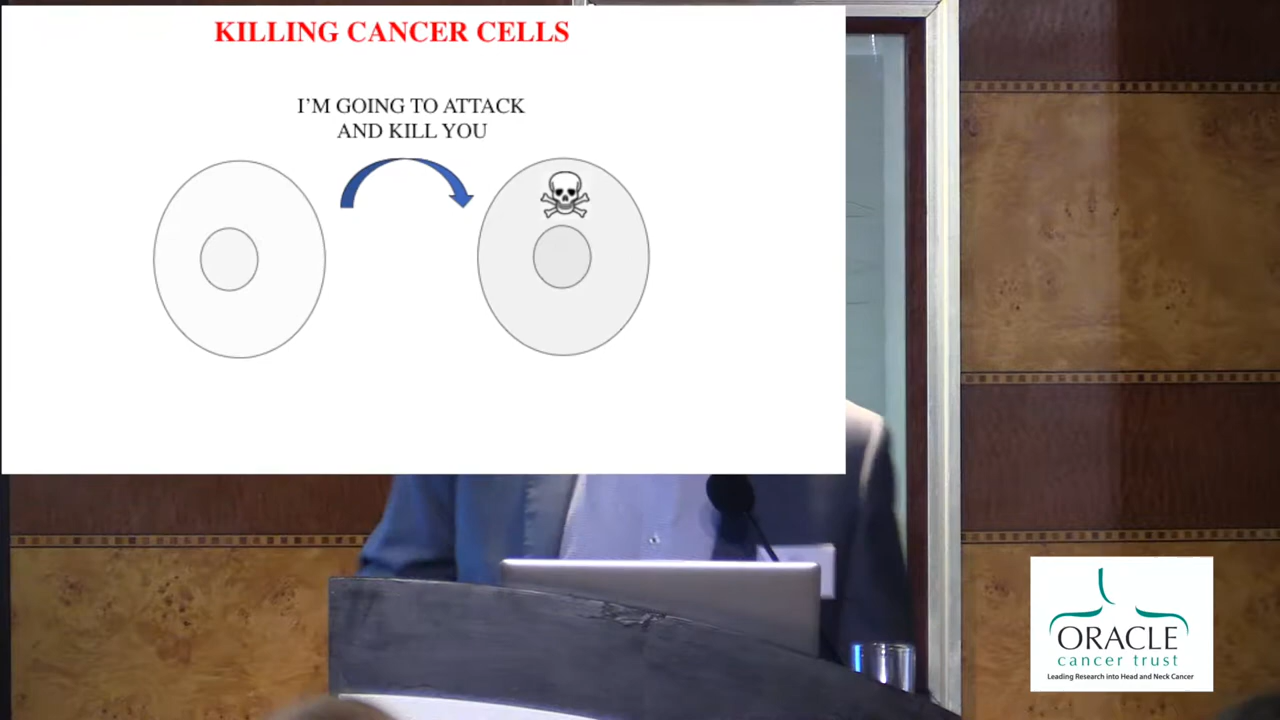 KILLING CANCER CELLS
I'M GOING TO ATTACK
AND KILL YOU
ORACLE
cancer trust
Leading Research into Head and Neck Cancer